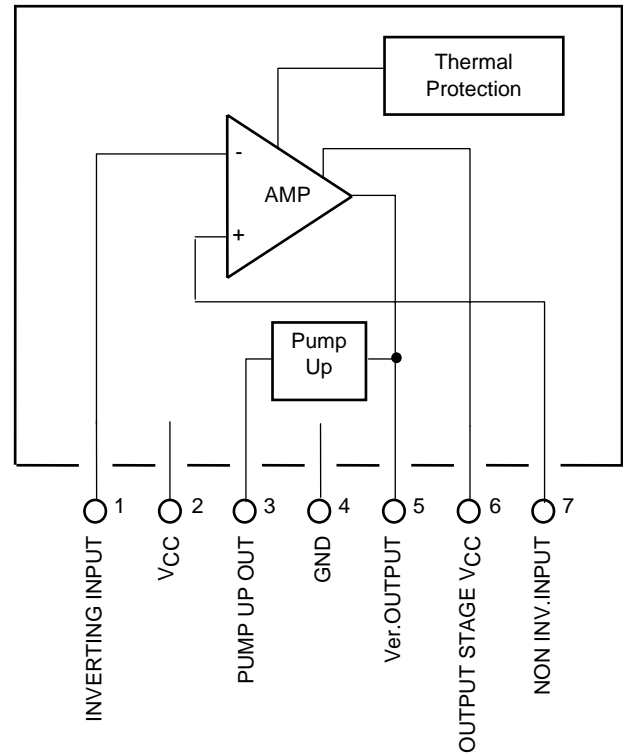 Thermal
Protection
-
AMP
+
Pump
Up
1
2
3
4
5
6
7
INVERTING INPUT
VCC
PUMP UP OUT
GND
Ver.OUTPUT
OUTPUT STAGE VCC
NON INV.INPUT